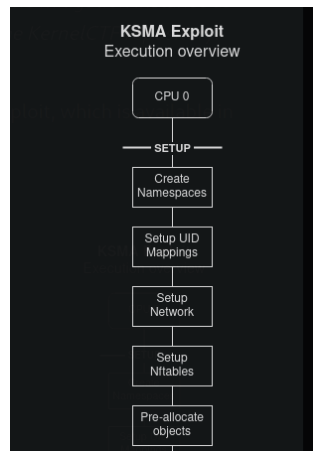 KSMA Exploit
Execution overview
CPU 0
SETUP
Create
Namespaces
Setup UID
Mappings
Setup
Network
Setup
Nftables
Pre-allocate
objects